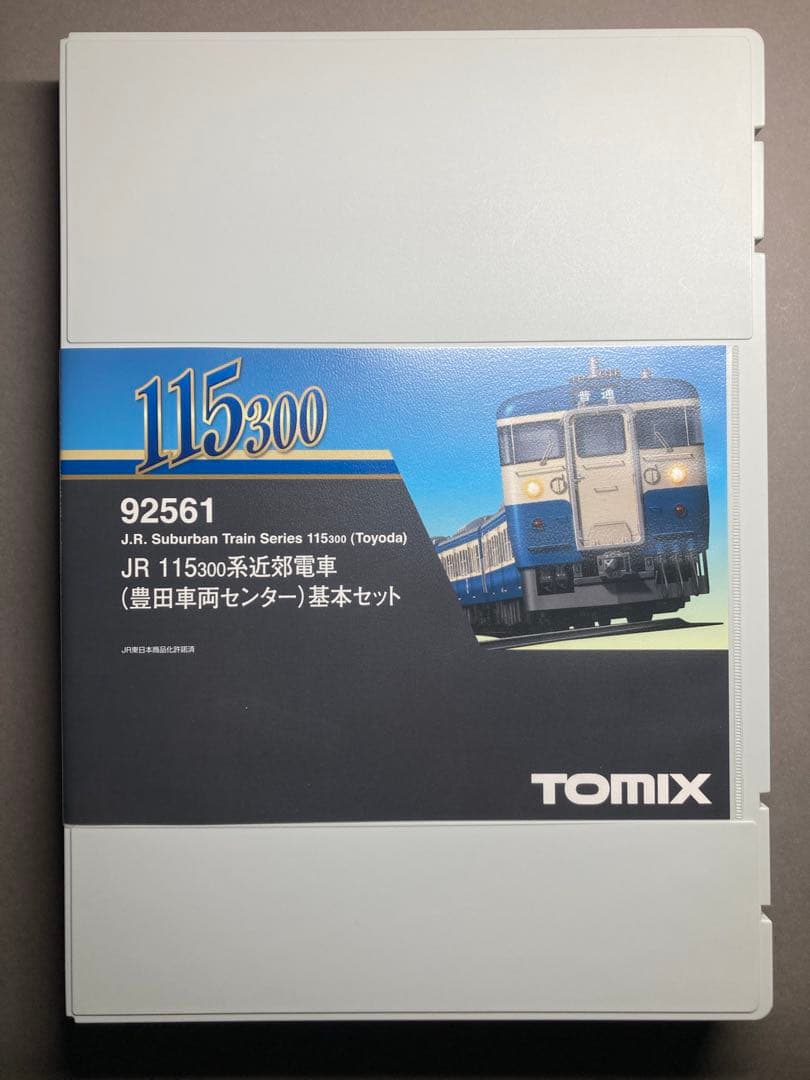 115300
普通
92561
J.R. Suburban Train Series 115300 (Toyoda)
JR 115300系近郊電車
(豊田車両センター)基本セット
JR東日本商品化許諾済
TOMIX